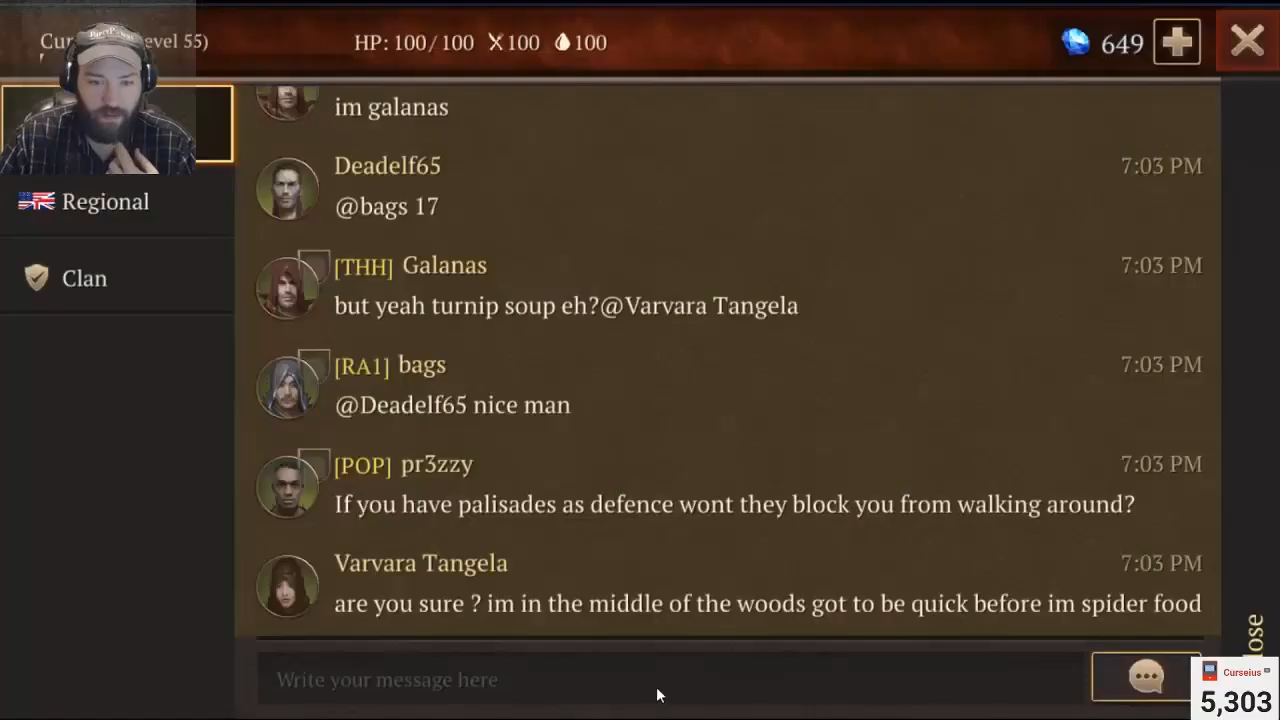 Cur evel 55)
HP: 100/100 100 100
649
im galanas
Deadelf65 7:03 PM
@bags 17
Regional
[THH] Galanas 7:03 PM
but yeah turnip soup eh?@Varvara Tangela
Clan
[RA1] bags 7:03 PM
@Deadelf65 nice man
[POP] pr3zzy 7:03 PM
If you have palisades as defence wont they block you from walking around?
Varvara Tangela 7:03 PM
are you sure ? im in the middle of the woods got to be quick before im spider food
ose
Write your message here
Curseius
5,303